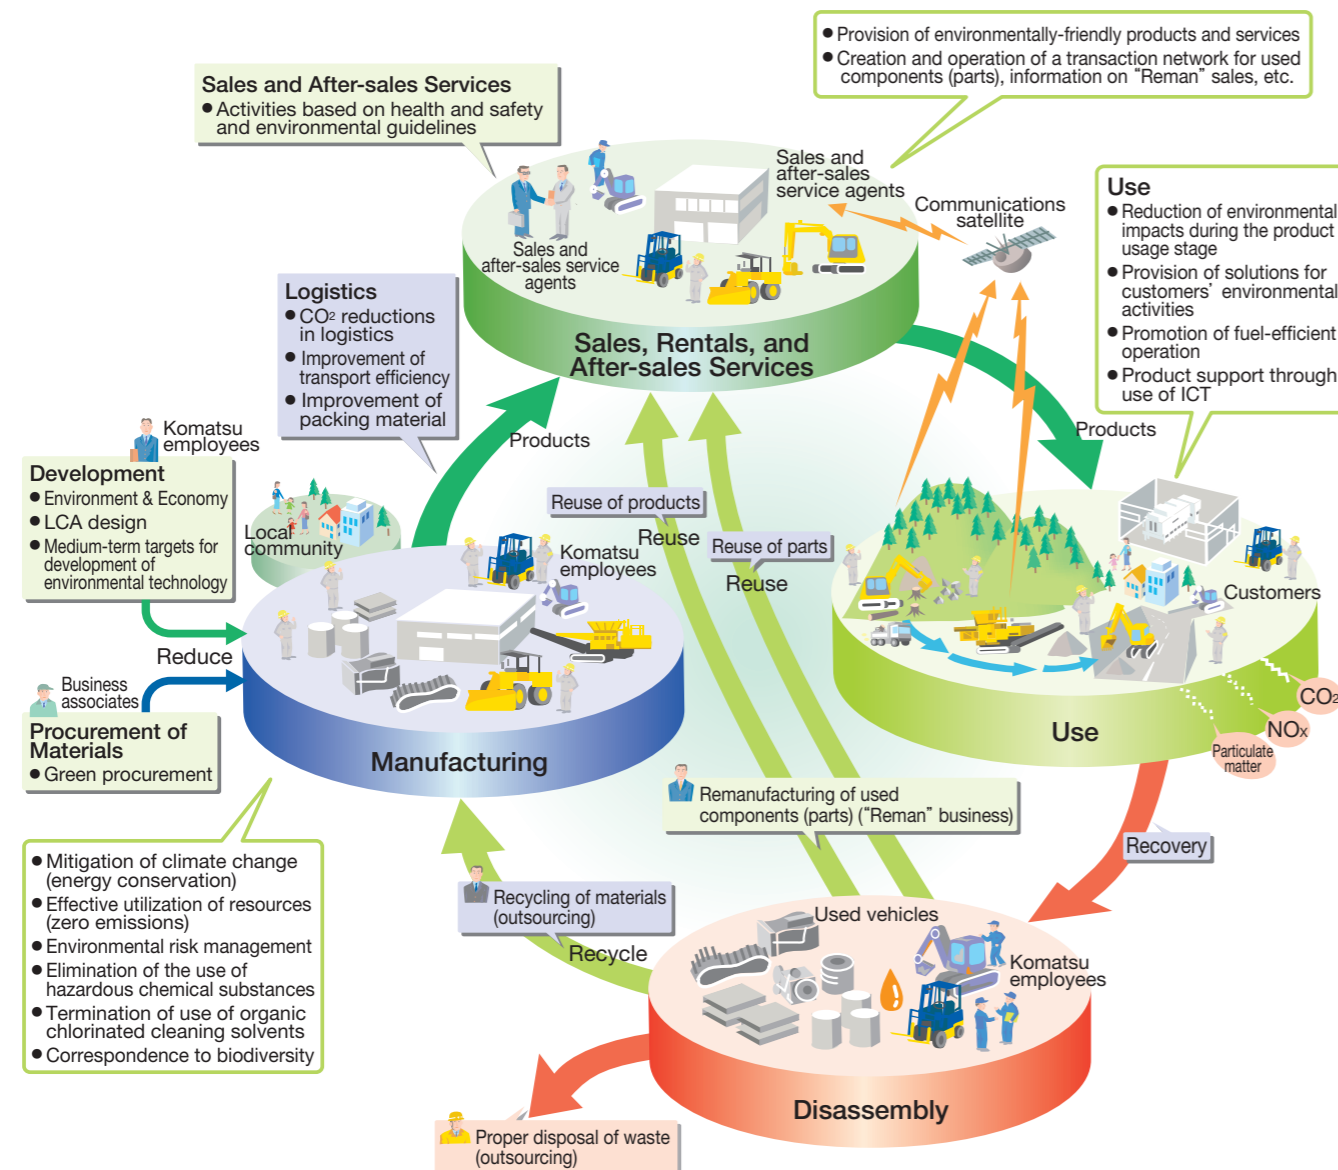 ● Provision of environmentally-friendly products and services
● Creation and operation of a transaction network for used
components (parts), information on “Reman” sales, etc.
Sales and After-sales Services
● Activities based on health and safety
and environmental guidelines
Sales and
after-sales
service agents
Communications
satellite
Sales and
after-sales service
agents
Sales, Rentals, and
After-sales Services
Use
● Reduction of environmental
impacts during the product
usage stage
● Provision of solutions for
customers’ environmental
activities
● Promotion of fuel-efficient
operation
● Product support through
use of ICT
Logistics
● CO2 reductions
in logistics
● Improvement of
transport efficiency
● Improvement of
packing material
Products
Products
Komatsu
employees
Development
● Environment & Economy
● LCA design
● Medium-term targets for
development of
environmental technology
Local
community
Reuse of products
Reuse
Reuse of parts
Reuse
Komatsu
employees
Customers
Reduce
Business
associates
Procurement of
Materials
● Green procurement
Manufacturing
Use
CO2
NOx
Particulate
matter
Remanufacturing of used
components (parts) (“Reman” business)
Recovery
● Mitigation of climate change
(energy conservation)
● Effective utilization of resources
(zero emissions)
● Environmental risk management
● Elimination of the use of
hazardous chemical substances
● Termination of use of organic
chlorinated cleaning solvents
● Correspondence to biodiversity
Recycling of materials
(outsourcing)
Recycle
Used vehicles
Komatsu
employees
Disassembly
Proper disposal of waste
(outsourcing)